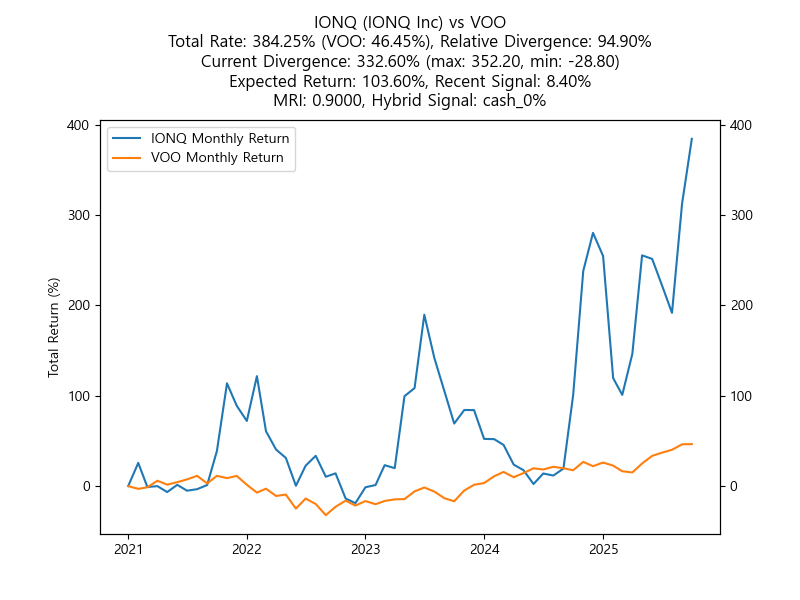 IONQ (IONQ Inc) vs VOO
Total Rate: 384.25% (VOO: 46.45%), Relative Divergence: 94.90%
Current Divergence: 332.60% (max: 352.20, min: -28.80)
Expected Return: 103.60%, Recent Signal: 8.40%
MRI: 0.9000, Hybrid Signal: cash_0%
IONQ Monthly Return
VOO Monthly Return
Total Return (%)
400
300
200
100
0
400
300
200
100
0
2021
2022
2023
2024
2025